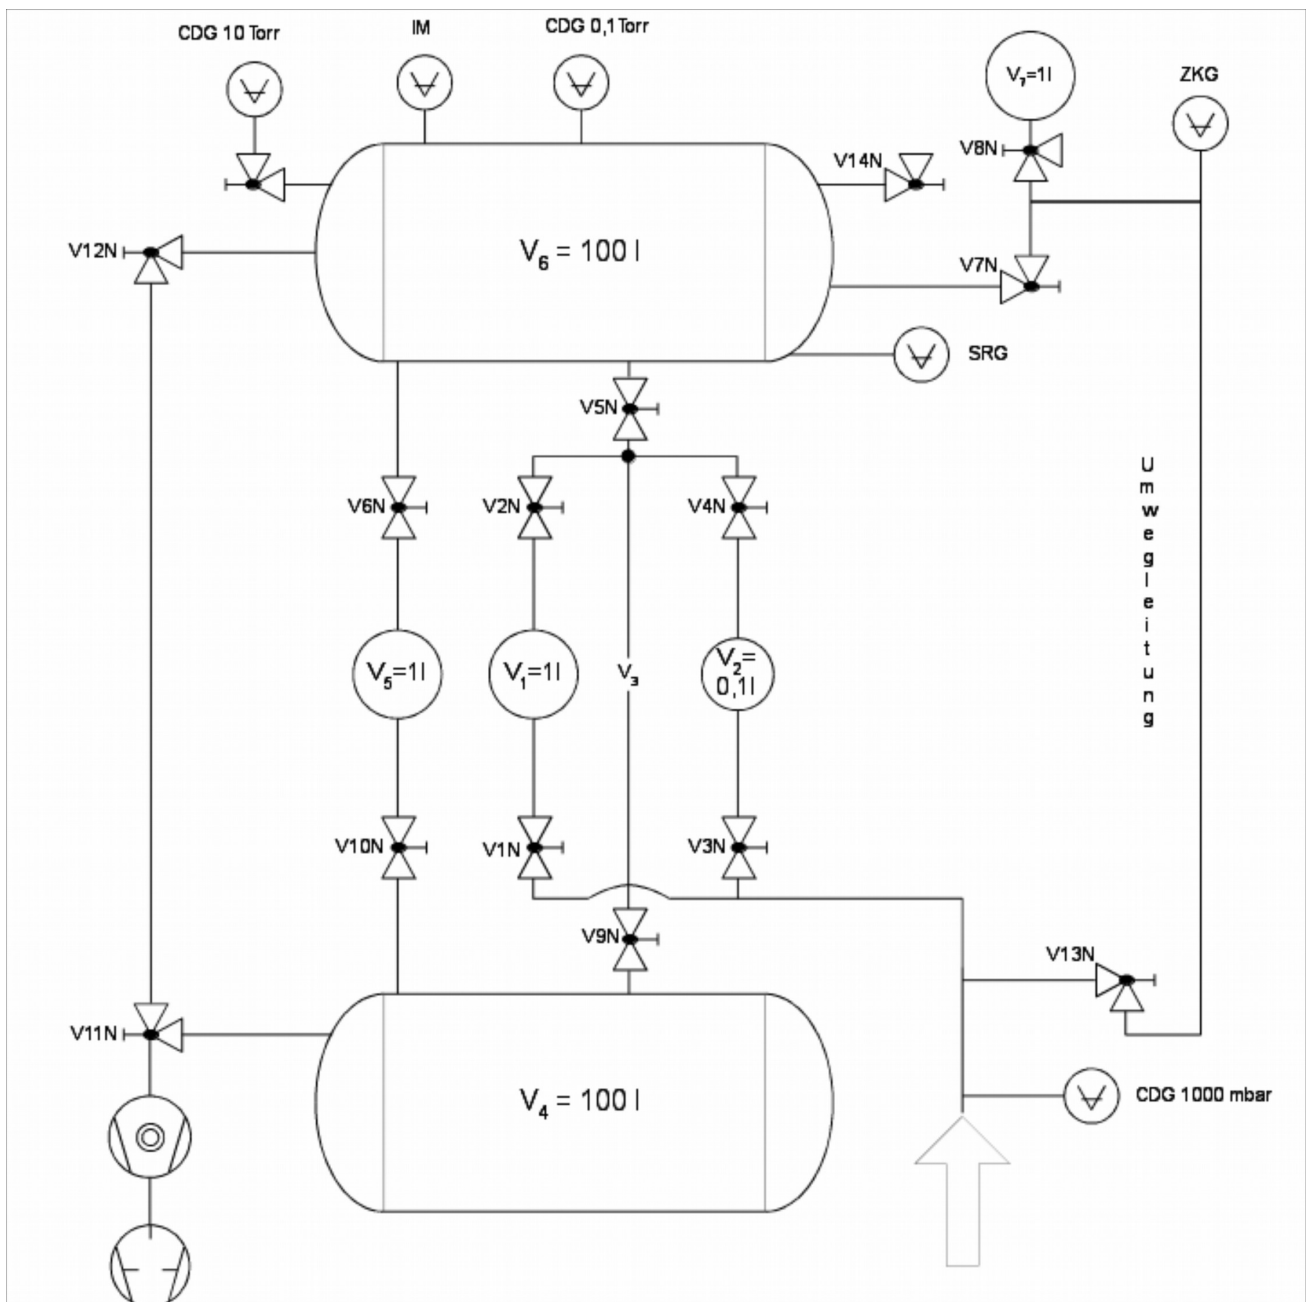 CDG 10 Torr
IM
CDG 0,1 Torr
V7=1l
ZKG
V8N
V14N
V12N
V6 = 100 l
V7N
SRG
V5N
V6N
V2N
V4N
Umwegleitung
V5=1l
V1=1l
V3
V2=
0,1l
V10N
V1N
V3N
V9N
V13N
V11N
V4 = 100 l
CDG 1000 mbar